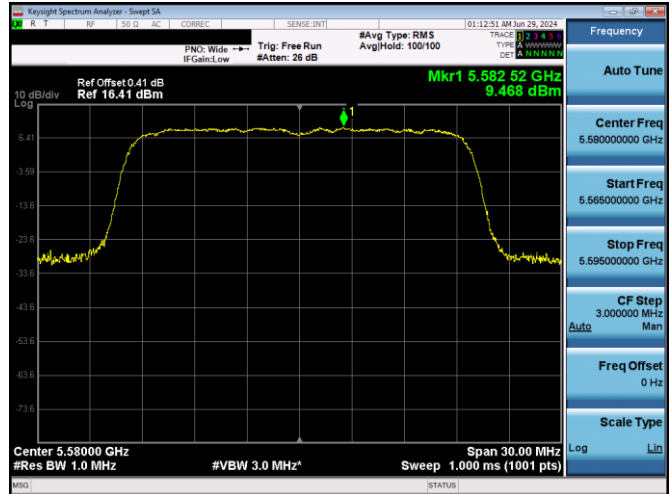 Keysight Spectrum Analyzer - Swept SA
LXI R T RF 50 Ω AC CORREC SENSE:INT 01:12:51 AM Jun 29, 2024
#Avg Type: RMS TRACE 1 2 3 4 5 6
PNO: Wide Trig: Free Run Avg|Hold: 100/100 TYPE A WWWWW
IFGain:Low #Atten: 26 dB DET A N N N N N
Mkr1 5.582 52 GHz
Ref Offset 0.41 dB
10 dB/div Ref 16.41 dBm 9.468 dBm
Log
1
6.41
-3.59
-13.6
-23.6
-33.6
-43.6
-53.6
-63.6
-73.6
Center 5.58000 GHz Span 30.00 MHz
#Res BW 1.0 MHz #VBW 3.0 MHz* Sweep 1.000 ms (1001 pts)
MSG STATUS
Frequency
Auto Tune
Center Freq
5.580000000 GHz
Start Freq
5.565000000 GHz
Stop Freq
5.595000000 GHz
CF Step
3.000000 MHz
Auto Man
Freq Offset
0 Hz
Scale Type
Log Lin